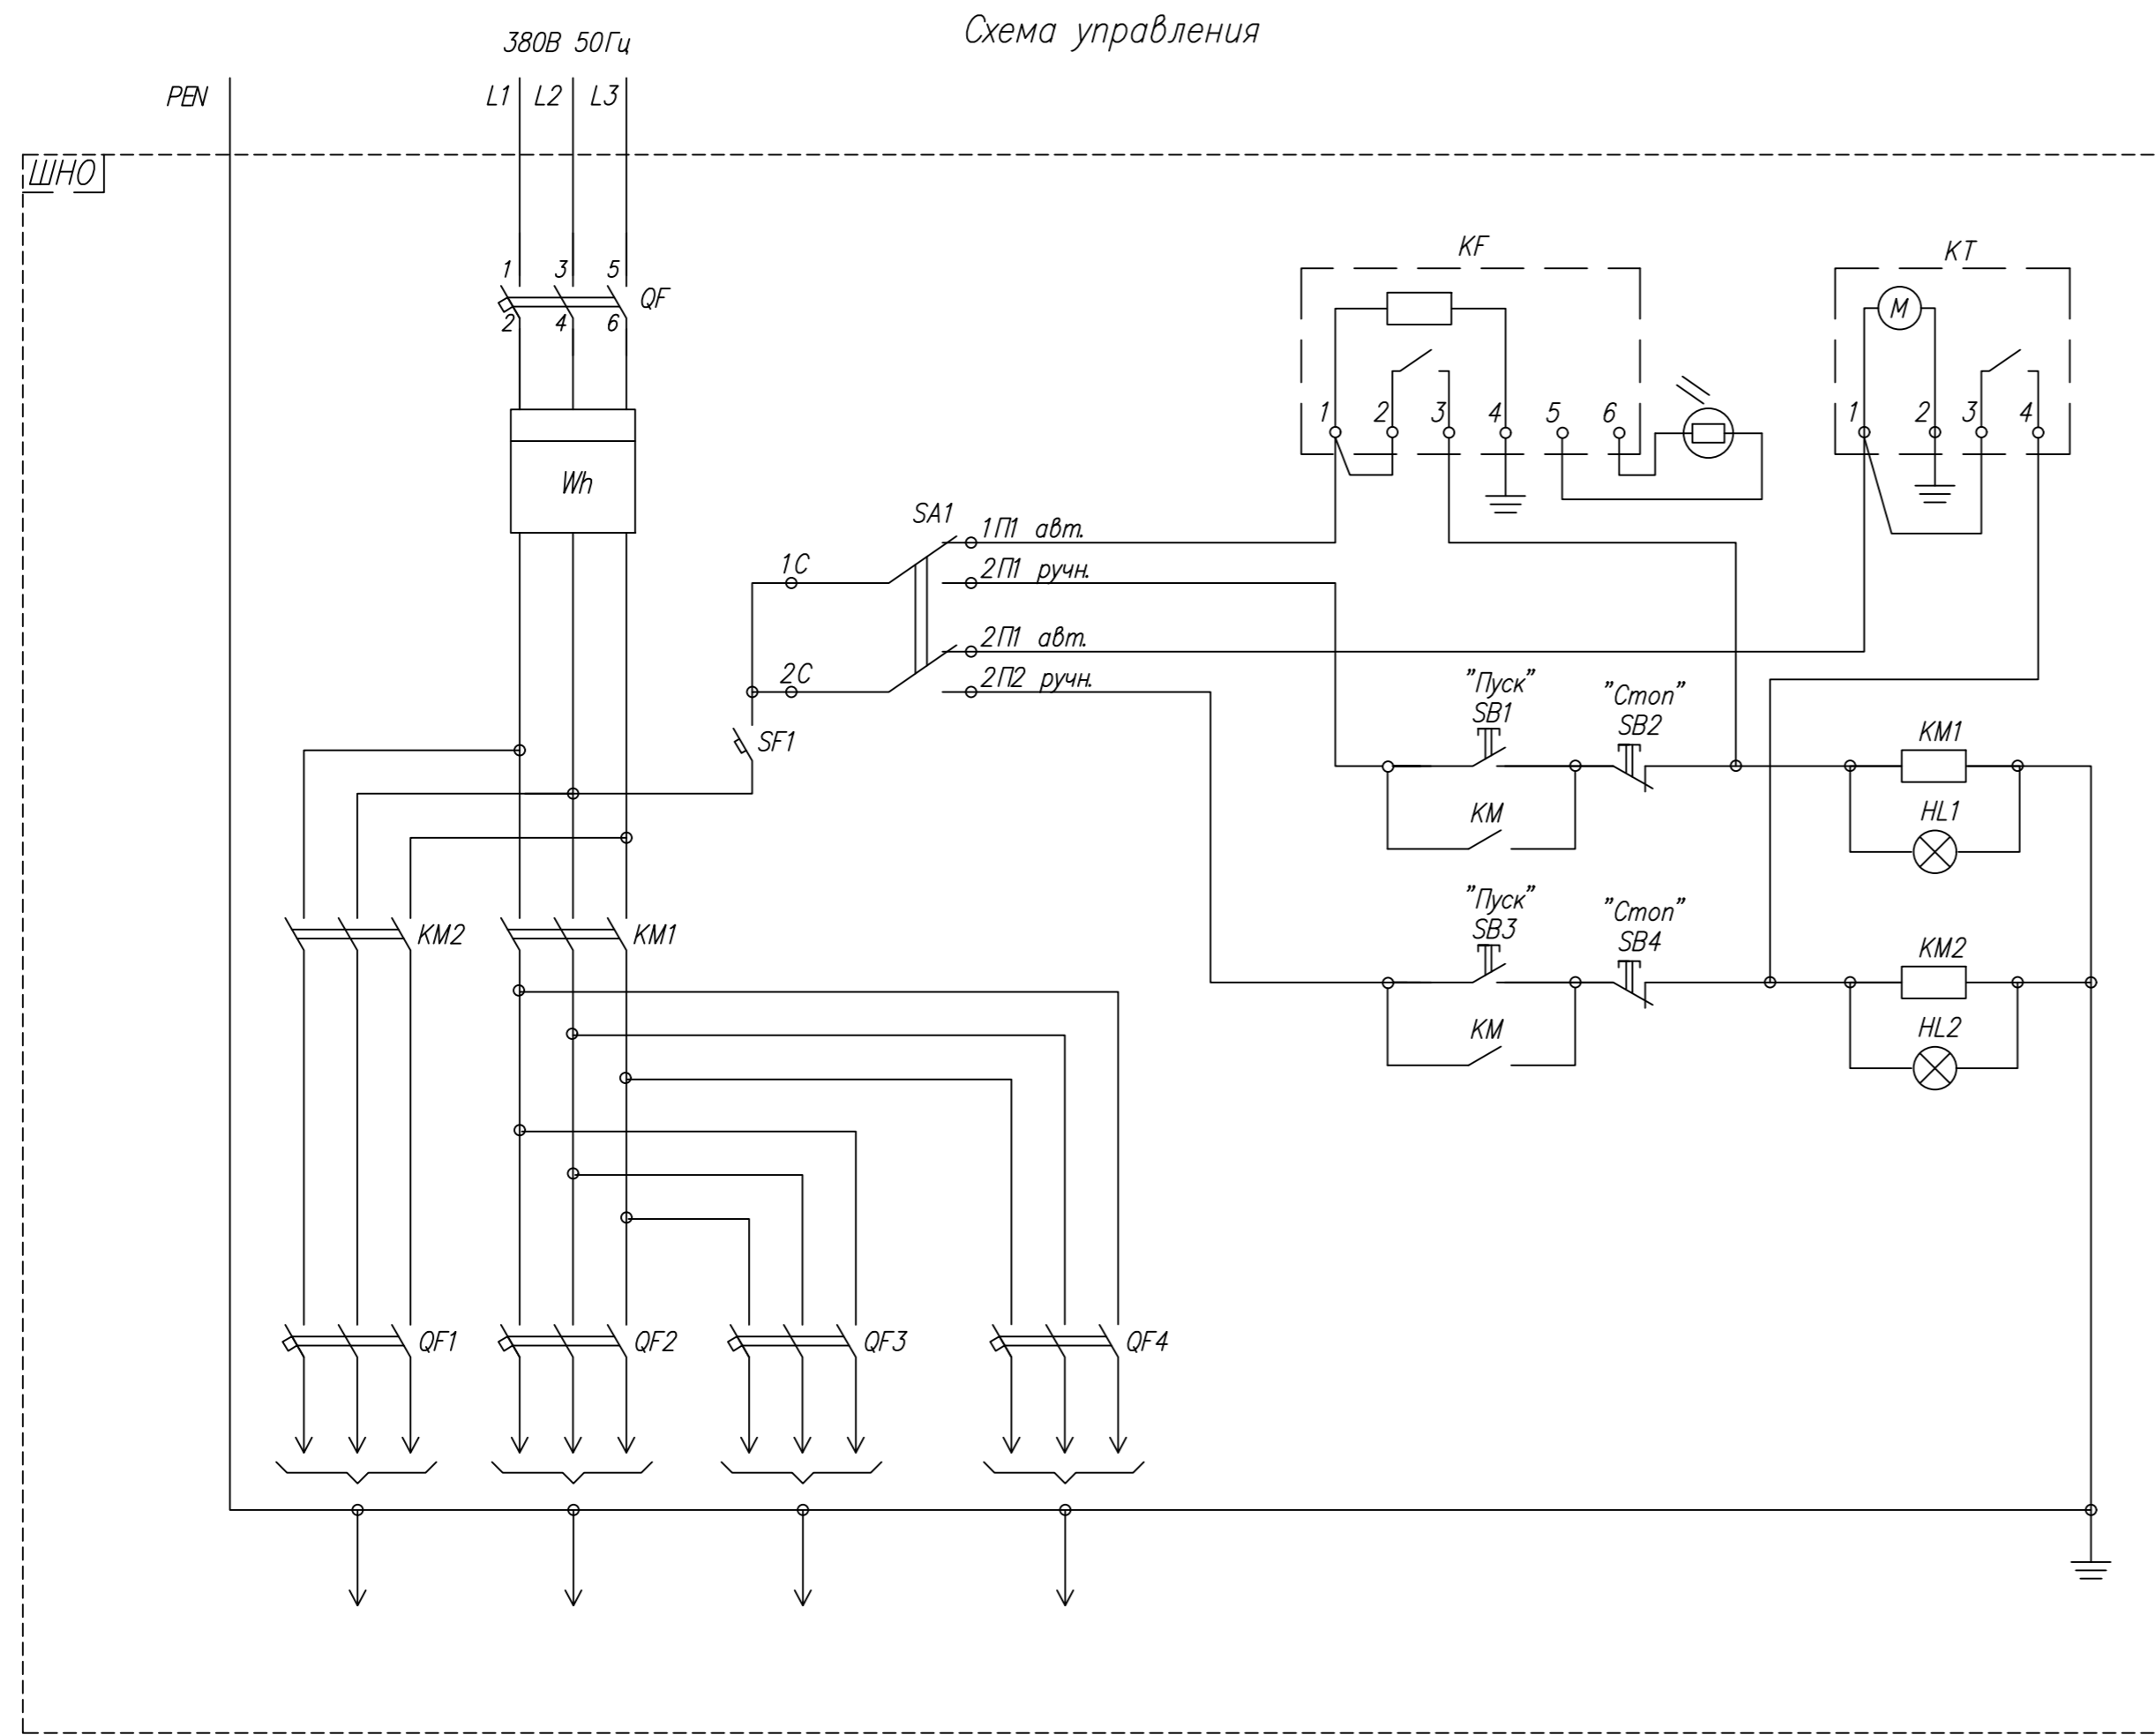 Схема управления
380В 50Гц
PEN
L1 L2 L3
ШНО
1 3 5
QF
2 4 6
Wh
KF
1 2 3 4 5 6
KT
M
1 2 3 4
SA1
1С
1П1 авт.
2П1 ручн.
2С
2П1 авт.
2П2 ручн.
SF1
"Пуск"
SB1
"Стоп"
SB2
KM1
KM
HL1
KM2
KM1
"Пуск"
SB3
"Стоп"
SB4
KM2
KM
HL2
QF1
QF2
QF3
QF4